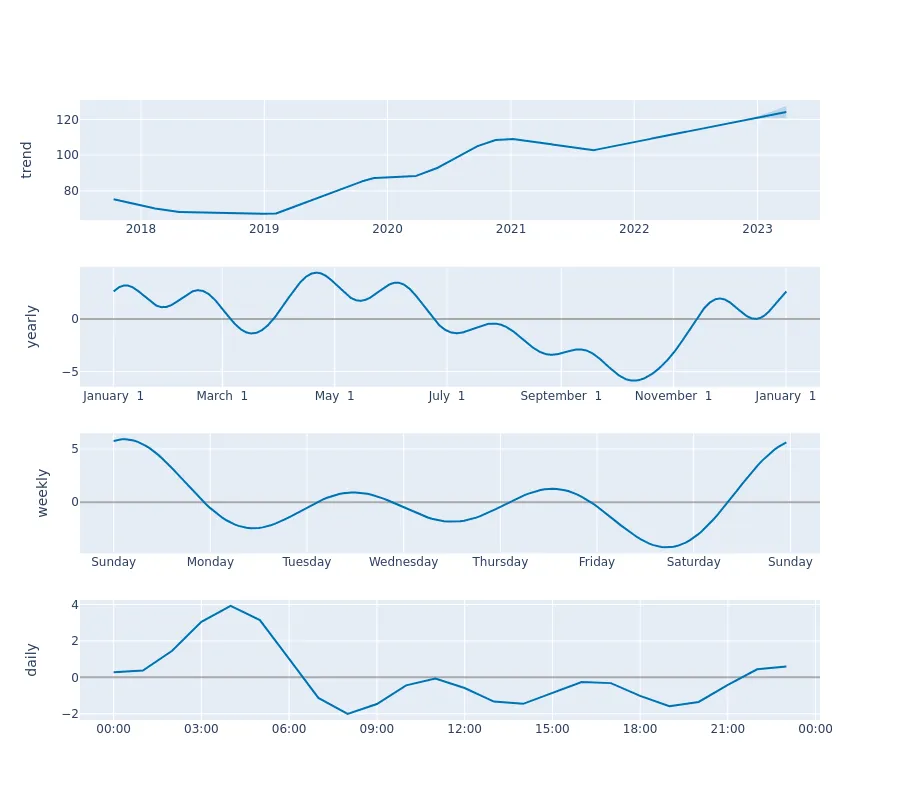 trend
120
100
80
2018 2019 2020 2021 2022 2023
yearly
0
−5
January 1 March 1 May 1 July 1 September 1 November 1 January 1
weekly
5
0
Sunday Monday Tuesday Wednesday Thursday Friday Saturday Sunday
daily
4
2
0
−2
00:00 03:00 06:00 09:00 12:00 15:00 18:00 21:00 00:00